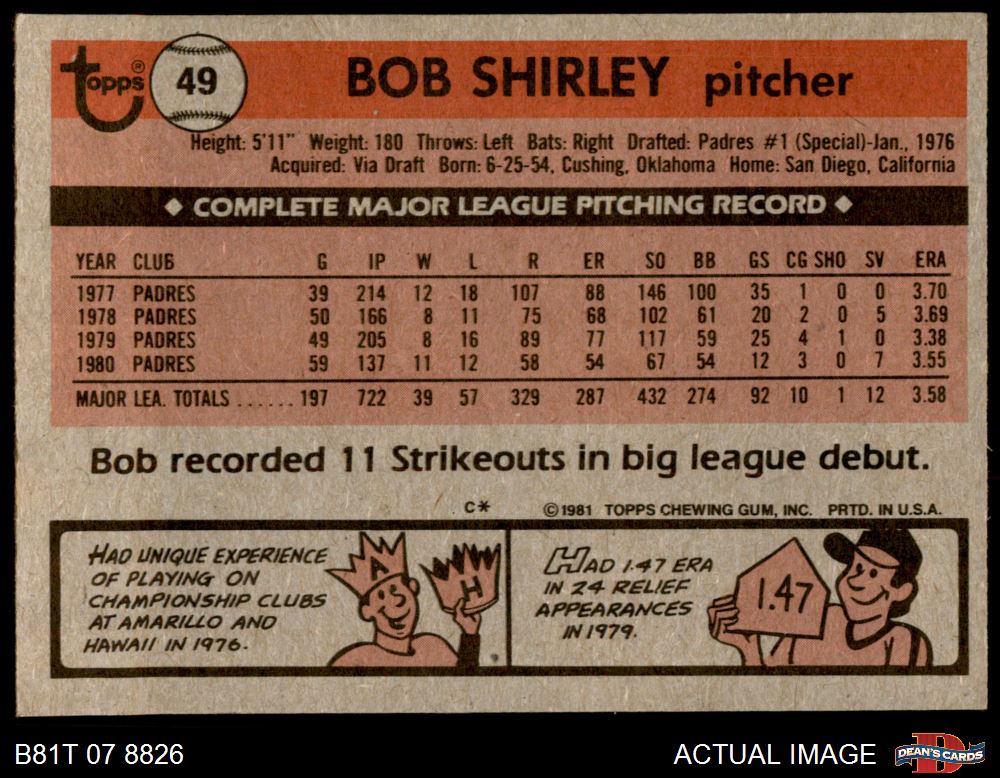 topps®
49
BOB SHIRLEY pitcher
Height: 5'11" Weight: 180 Throws: Left Bats: Right Drafted: Padres #1 (Special)-Jan., 1976
Acquired: Via Draft Born: 6-25-54, Cushing, Oklahoma Home: San Diego, California
◆ COMPLETE MAJOR LEAGUE PITCHING RECORD ◆
YEAR CLUB G IP W L R ER SO BB GS CG SHO SV ERA
1977 PADRES 39 214 12 18 107 88 146 100 35 1 0 0 3.70
1978 PADRES 50 166 8 11 75 68 102 61 20 2 0 5 3.69
1979 PADRES 49 205 8 16 89 77 117 59 25 4 1 0 3.38
1980 PADRES 59 137 11 12 58 54 67 54 12 3 0 7 3.55
MAJOR LEA. TOTALS ...... 197 722 39 57 329 287 432 274 92 10 1 12 3.58
Bob recorded 11 Strikeouts in big league debut.
C* ©1981 TOPPS CHEWING GUM, INC. PRTD. IN U.S.A.
HAD UNIQUE EXPERIENCE
OF PLAYING ON
CHAMPIONSHIP CLUBS
AT AMARILLO AND
HAWAII IN 1976.
A
H
HAD 1.47 ERA
IN 24 RELIEF
APPEARANCES
IN 1979.
1.47
B81T 07 8826
ACTUAL IMAGE
D
DEAN'S CARDS